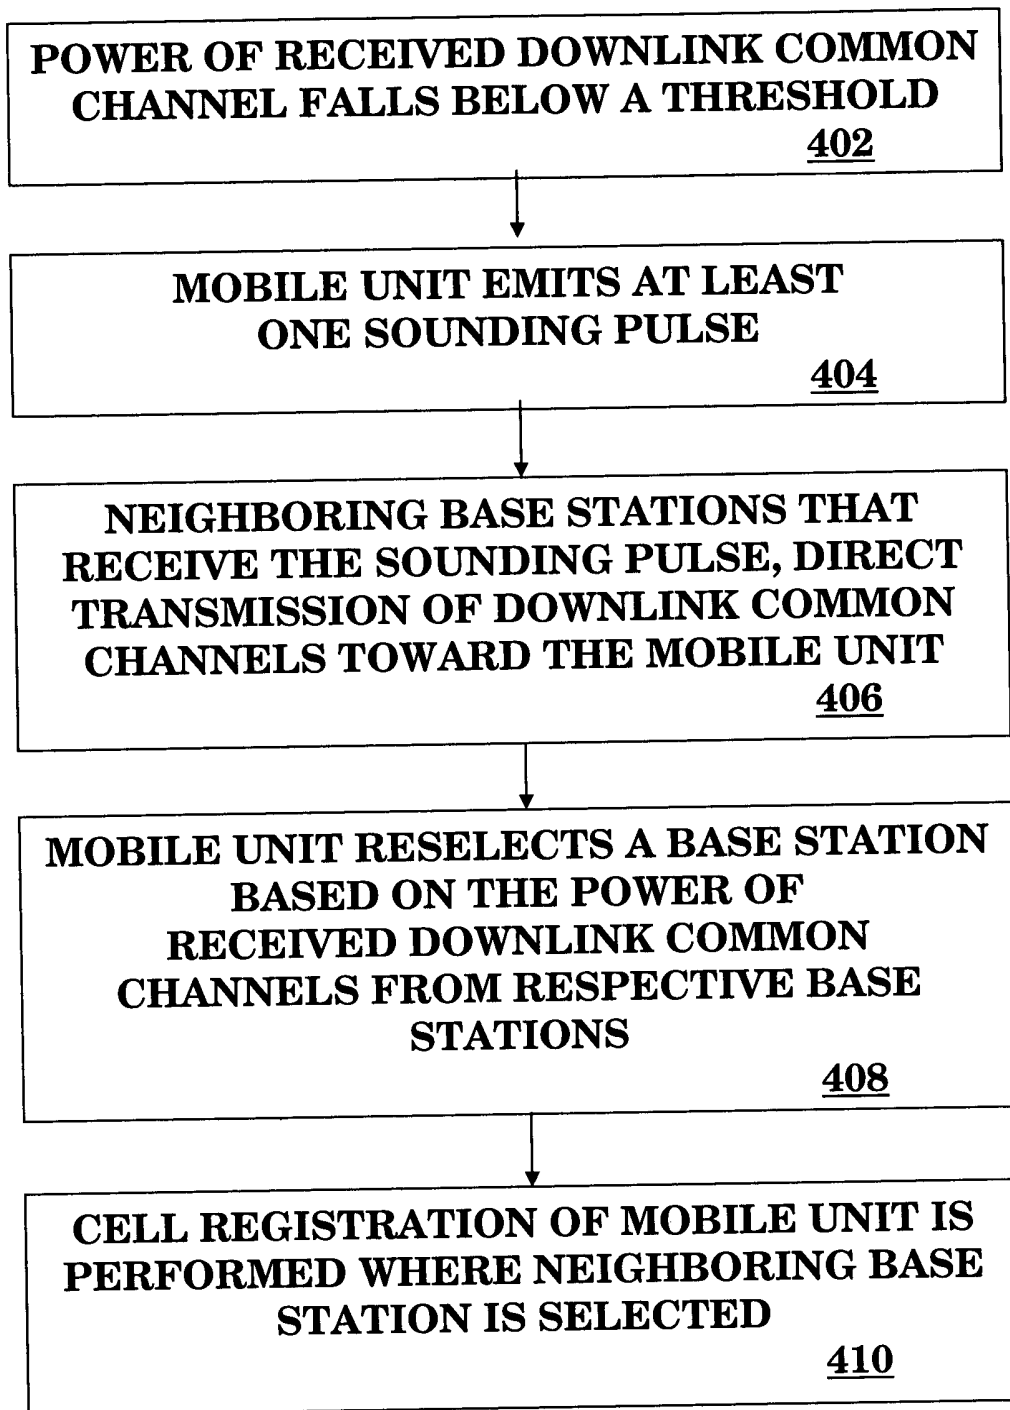 POWER OF RECEIVED DOWNLINK COMMON
CHANNEL FALLS BELOW A THRESHOLD
402
MOBILE UNIT EMITS AT LEAST
ONE SOUNDING PULSE
404
NEIGHBORING BASE STATIONS THAT
RECEIVE THE SOUNDING PULSE, DIRECT
TRANSMISSION OF DOWNLINK COMMON
CHANNELS TOWARD THE MOBILE UNIT
406
MOBILE UNIT RESELECTS A BASE STATION
BASED ON THE POWER OF
RECEIVED DOWNLINK COMMON
CHANNELS FROM RESPECTIVE BASE
STATIONS
408
CELL REGISTRATION OF MOBILE UNIT IS
PERFORMED WHERE NEIGHBORING BASE
STATION IS SELECTED
410